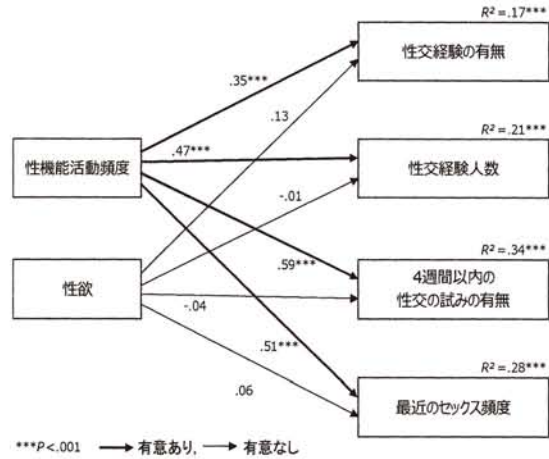 R²=.17***
性交経験の有無
.35***
.13
R²=.21***
性機能活動頻度
.47***
性交経験人数
-.01
R²=.34***
.59***
性欲
4週間以内の
性交の試みの有無
-.04
.51***
R²=.28***
.06
最近のセックス頻度
***P<.001 → 有意あり, → 有意なし